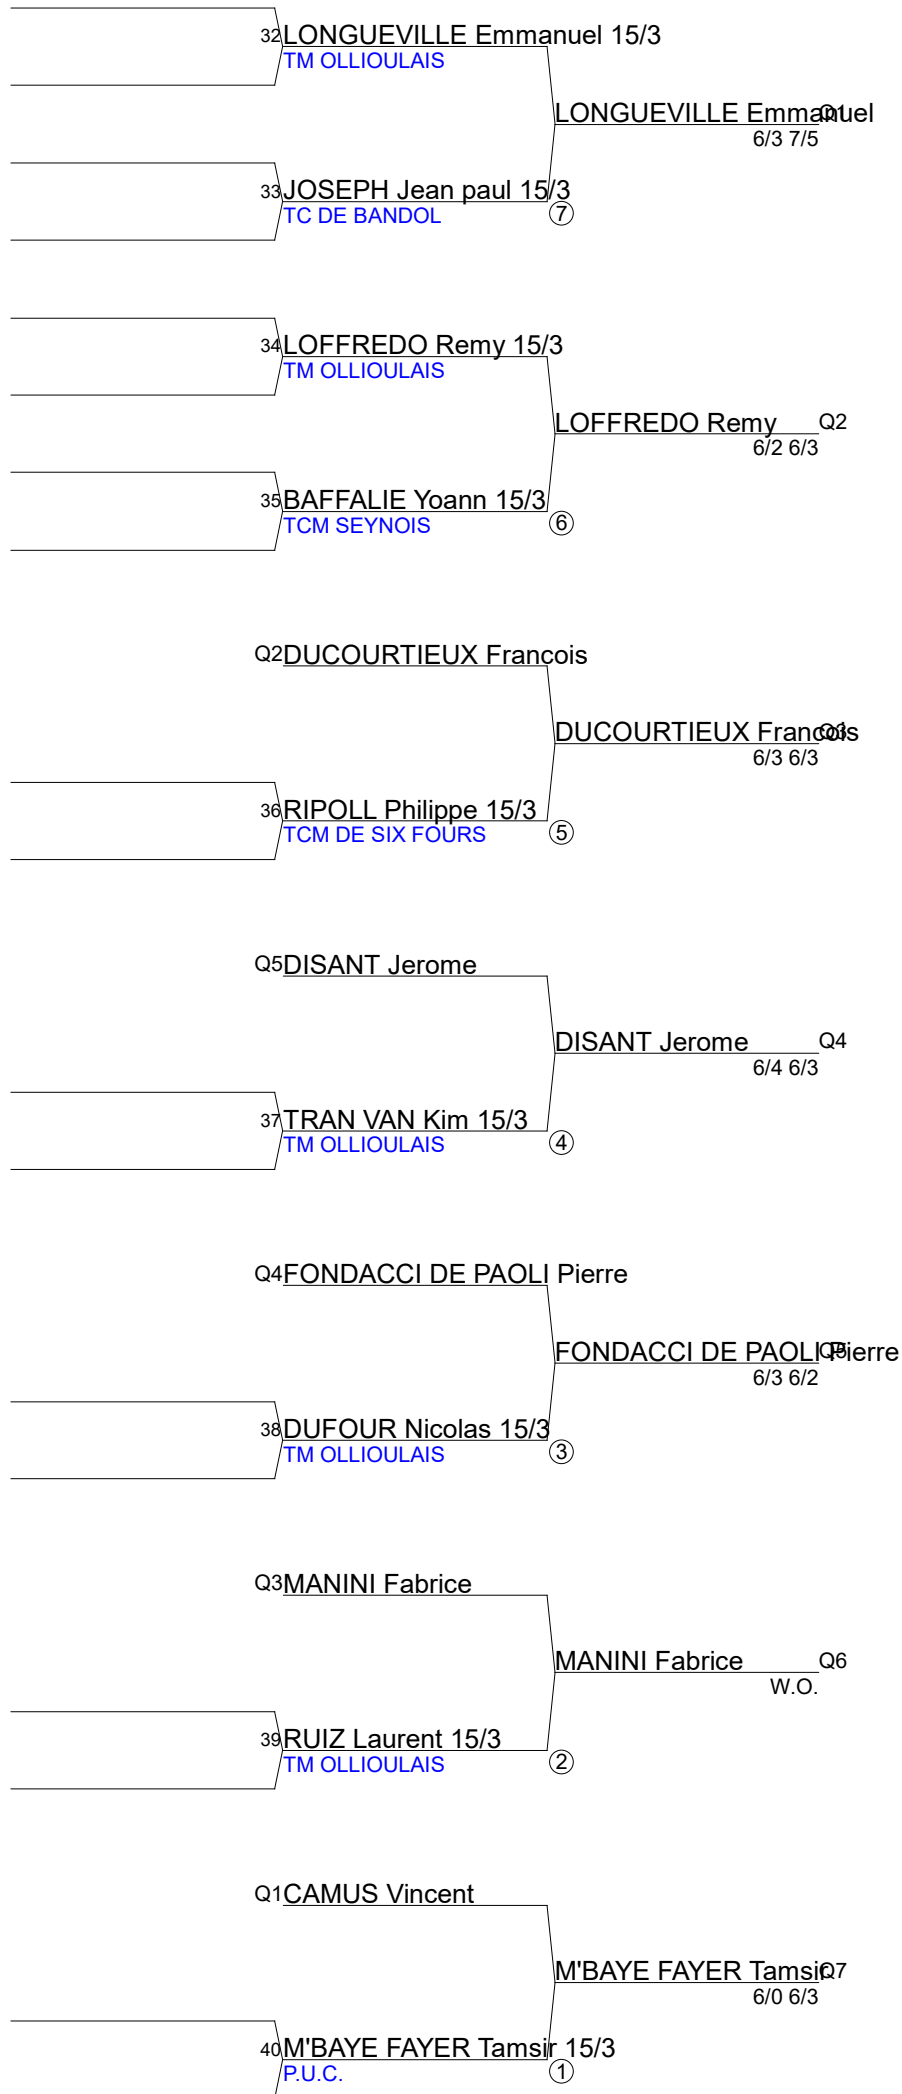 32 LONGUEVILLE Emmanuel 15/3
TM OLLIOULAIS
LONGUEVILLE Emmanuel Q1
6/3 7/5
33 JOSEPH Jean paul 15/3
TC DE BANDOL
7
34 LOFFREDO Remy 15/3
TM OLLIOULAIS
LOFFREDO Remy Q2
6/2 6/3
35 BAFFALIE Yoann 15/3
TCM SEYNOIS
6
Q2 DUCOURTIEUX Francois
DUCOURTIEUX Francois Q3
6/3 6/3
36 RIPOLL Philippe 15/3
TCM DE SIX FOURS
5
Q5 DISANT Jerome
DISANT Jerome Q4
6/4 6/3
37 TRAN VAN Kim 15/3
TM OLLIOULAIS
4
Q4 FONDACCI DE PAOLI Pierre
FONDACCI DE PAOLI Pierre Q5
6/3 6/2
38 DUFOUR Nicolas 15/3
TM OLLIOULAIS
3
Q3 MANINI Fabrice
MANINI Fabrice Q6
W.O.
39 RUIZ Laurent 15/3
TM OLLIOULAIS
2
Q1 CAMUS Vincent
M'BAYE FAYER Tamsir Q7
6/0 6/3
40 M'BAYE FAYER Tamsir 15/3
P.U.C.
1